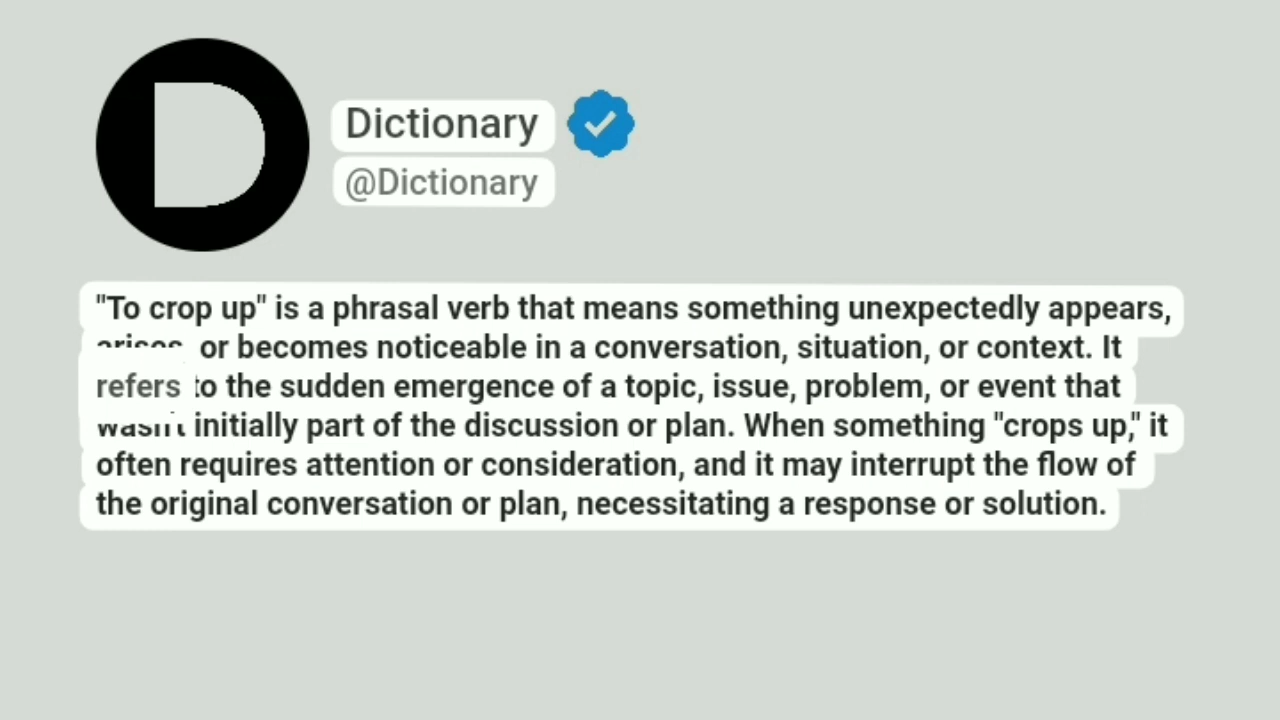 D
Dictionary
@Dictionary
"To crop up" is a phrasal verb that means something unexpectedly appears,
arises, or becomes noticeable in a conversation, situation, or context. It
refers to the sudden emergence of a topic, issue, problem, or event that
wasn't initially part of the discussion or plan. When something "crops up," it
often requires attention or consideration, and it may interrupt the flow of
the original conversation or plan, necessitating a response or solution.